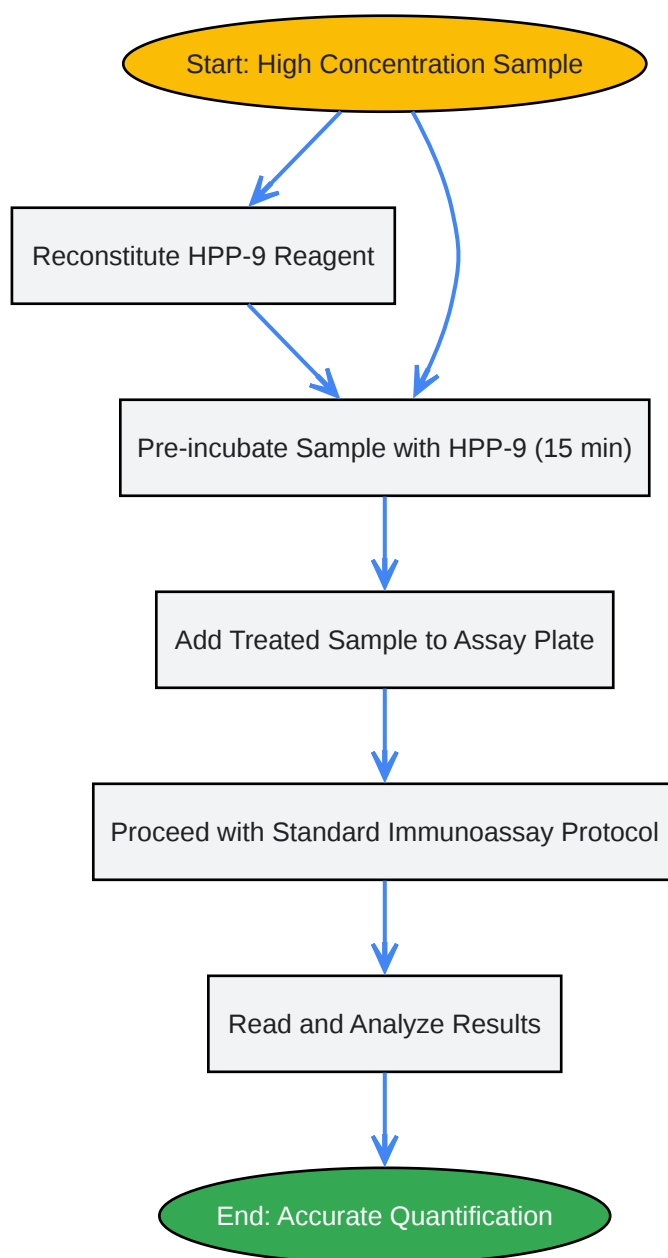 Start: High Concentration Sample
Reconstitute HPP-9 Reagent
Pre-incubate Sample with HPP-9 (15 min)
Add Treated Sample to Assay Plate
Proceed with Standard Immunoassay Protocol
Read and Analyze Results
End: Accurate Quantification